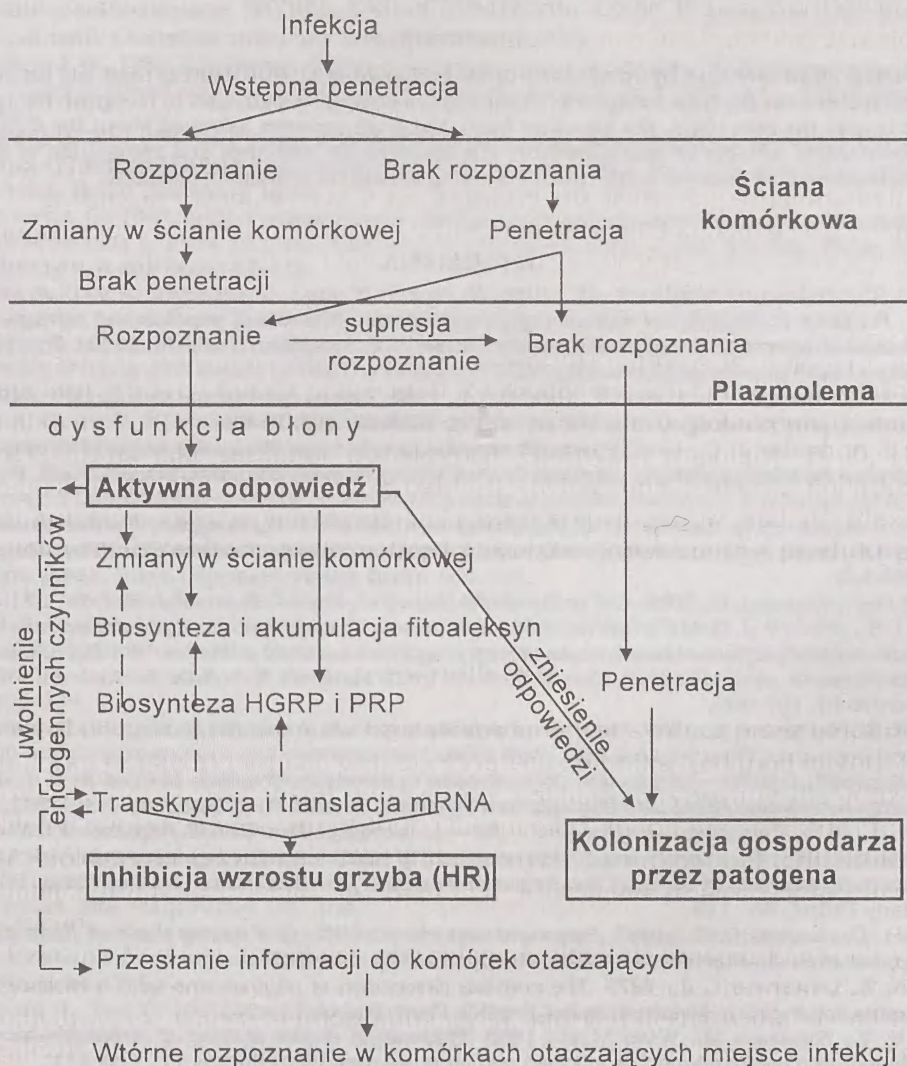 Infekcja
Wstępna penetracja
Rozpoznanie Brak rozpoznania
Ściana
komórkowa
Zmiany w ścianie komórkowej Penetracja
Brak penetracji
Rozpoznanie supresja
rozpoznanie Brak rozpoznania
Plazmolema
dysfunkcja błony
Aktywna odpowiedź
Zmiany w ścianie komórkowej
Biosynteza i akumulacja fitoaleksyn
Biosynteza HGRP i PRP
uwolnienie
endogannych czynników
zniesienie
odpowiedzi
Penetracja
Transkrypcja i translacja mRNA
Kolonizacja gospodarza
przez patogena
Inhibicja wzrostu grzyba (HR)
Przesłanie informacji do komórek otaczających
Wtórne rozpoznanie w komórkach otaczających miejsce infekcji